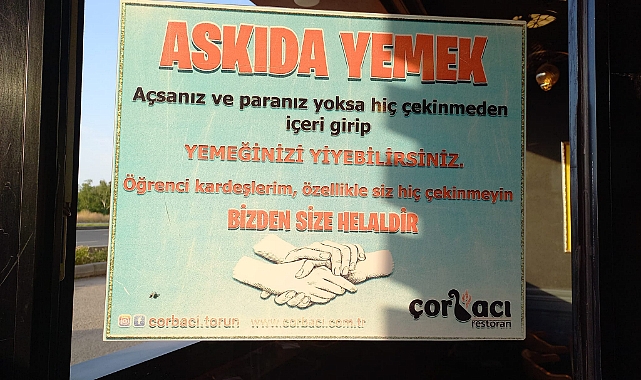 ASKIDA YEMEK
Açsanız ve paranız yoksa hiç çekinmeden
içeri girip
YEMEĞİNİZİ YİYEBİLİRSİNİZ.
Öğrenci kardeşlerim, özellikle siz hiç çekinmeyin
BİZDEN SİZE HELALDİR
çorbacı
restoran
corbaci.torun www.corbaci.com.tr